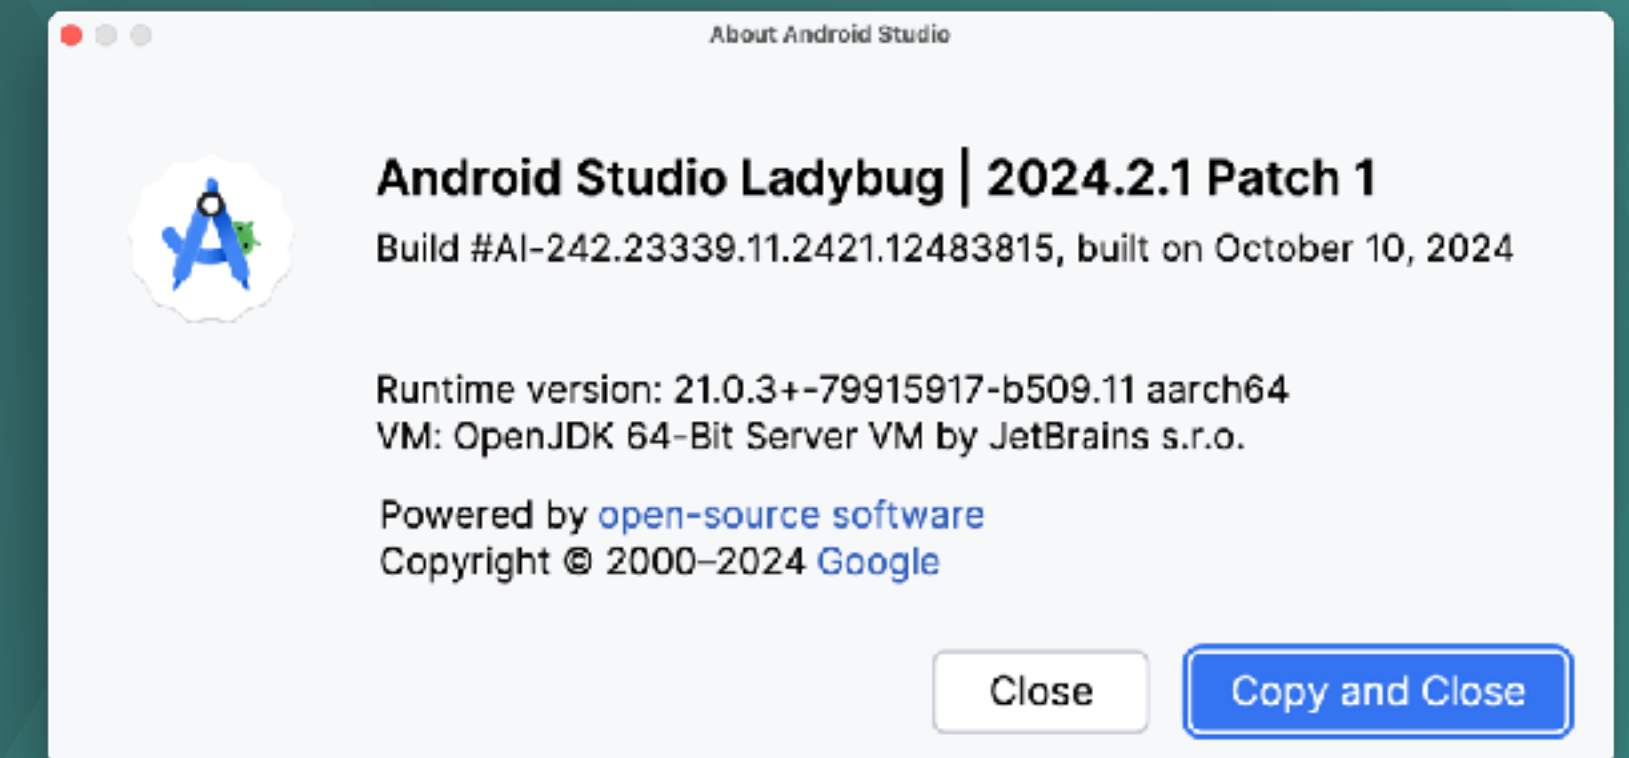 About Android Studio
Android Studio Ladybug | 2024.2.1 Patch 1
Build #AI-242.23339.11.2421.12483815, built on October 10, 2024
Runtime version: 21.0.3+-79915917-b509.11 aarch64
VM: OpenJDK 64-Bit Server VM by JetBrains s.r.o.
Powered by open-source software
Copyright © 2000–2024 Google
Close
Copy and Close